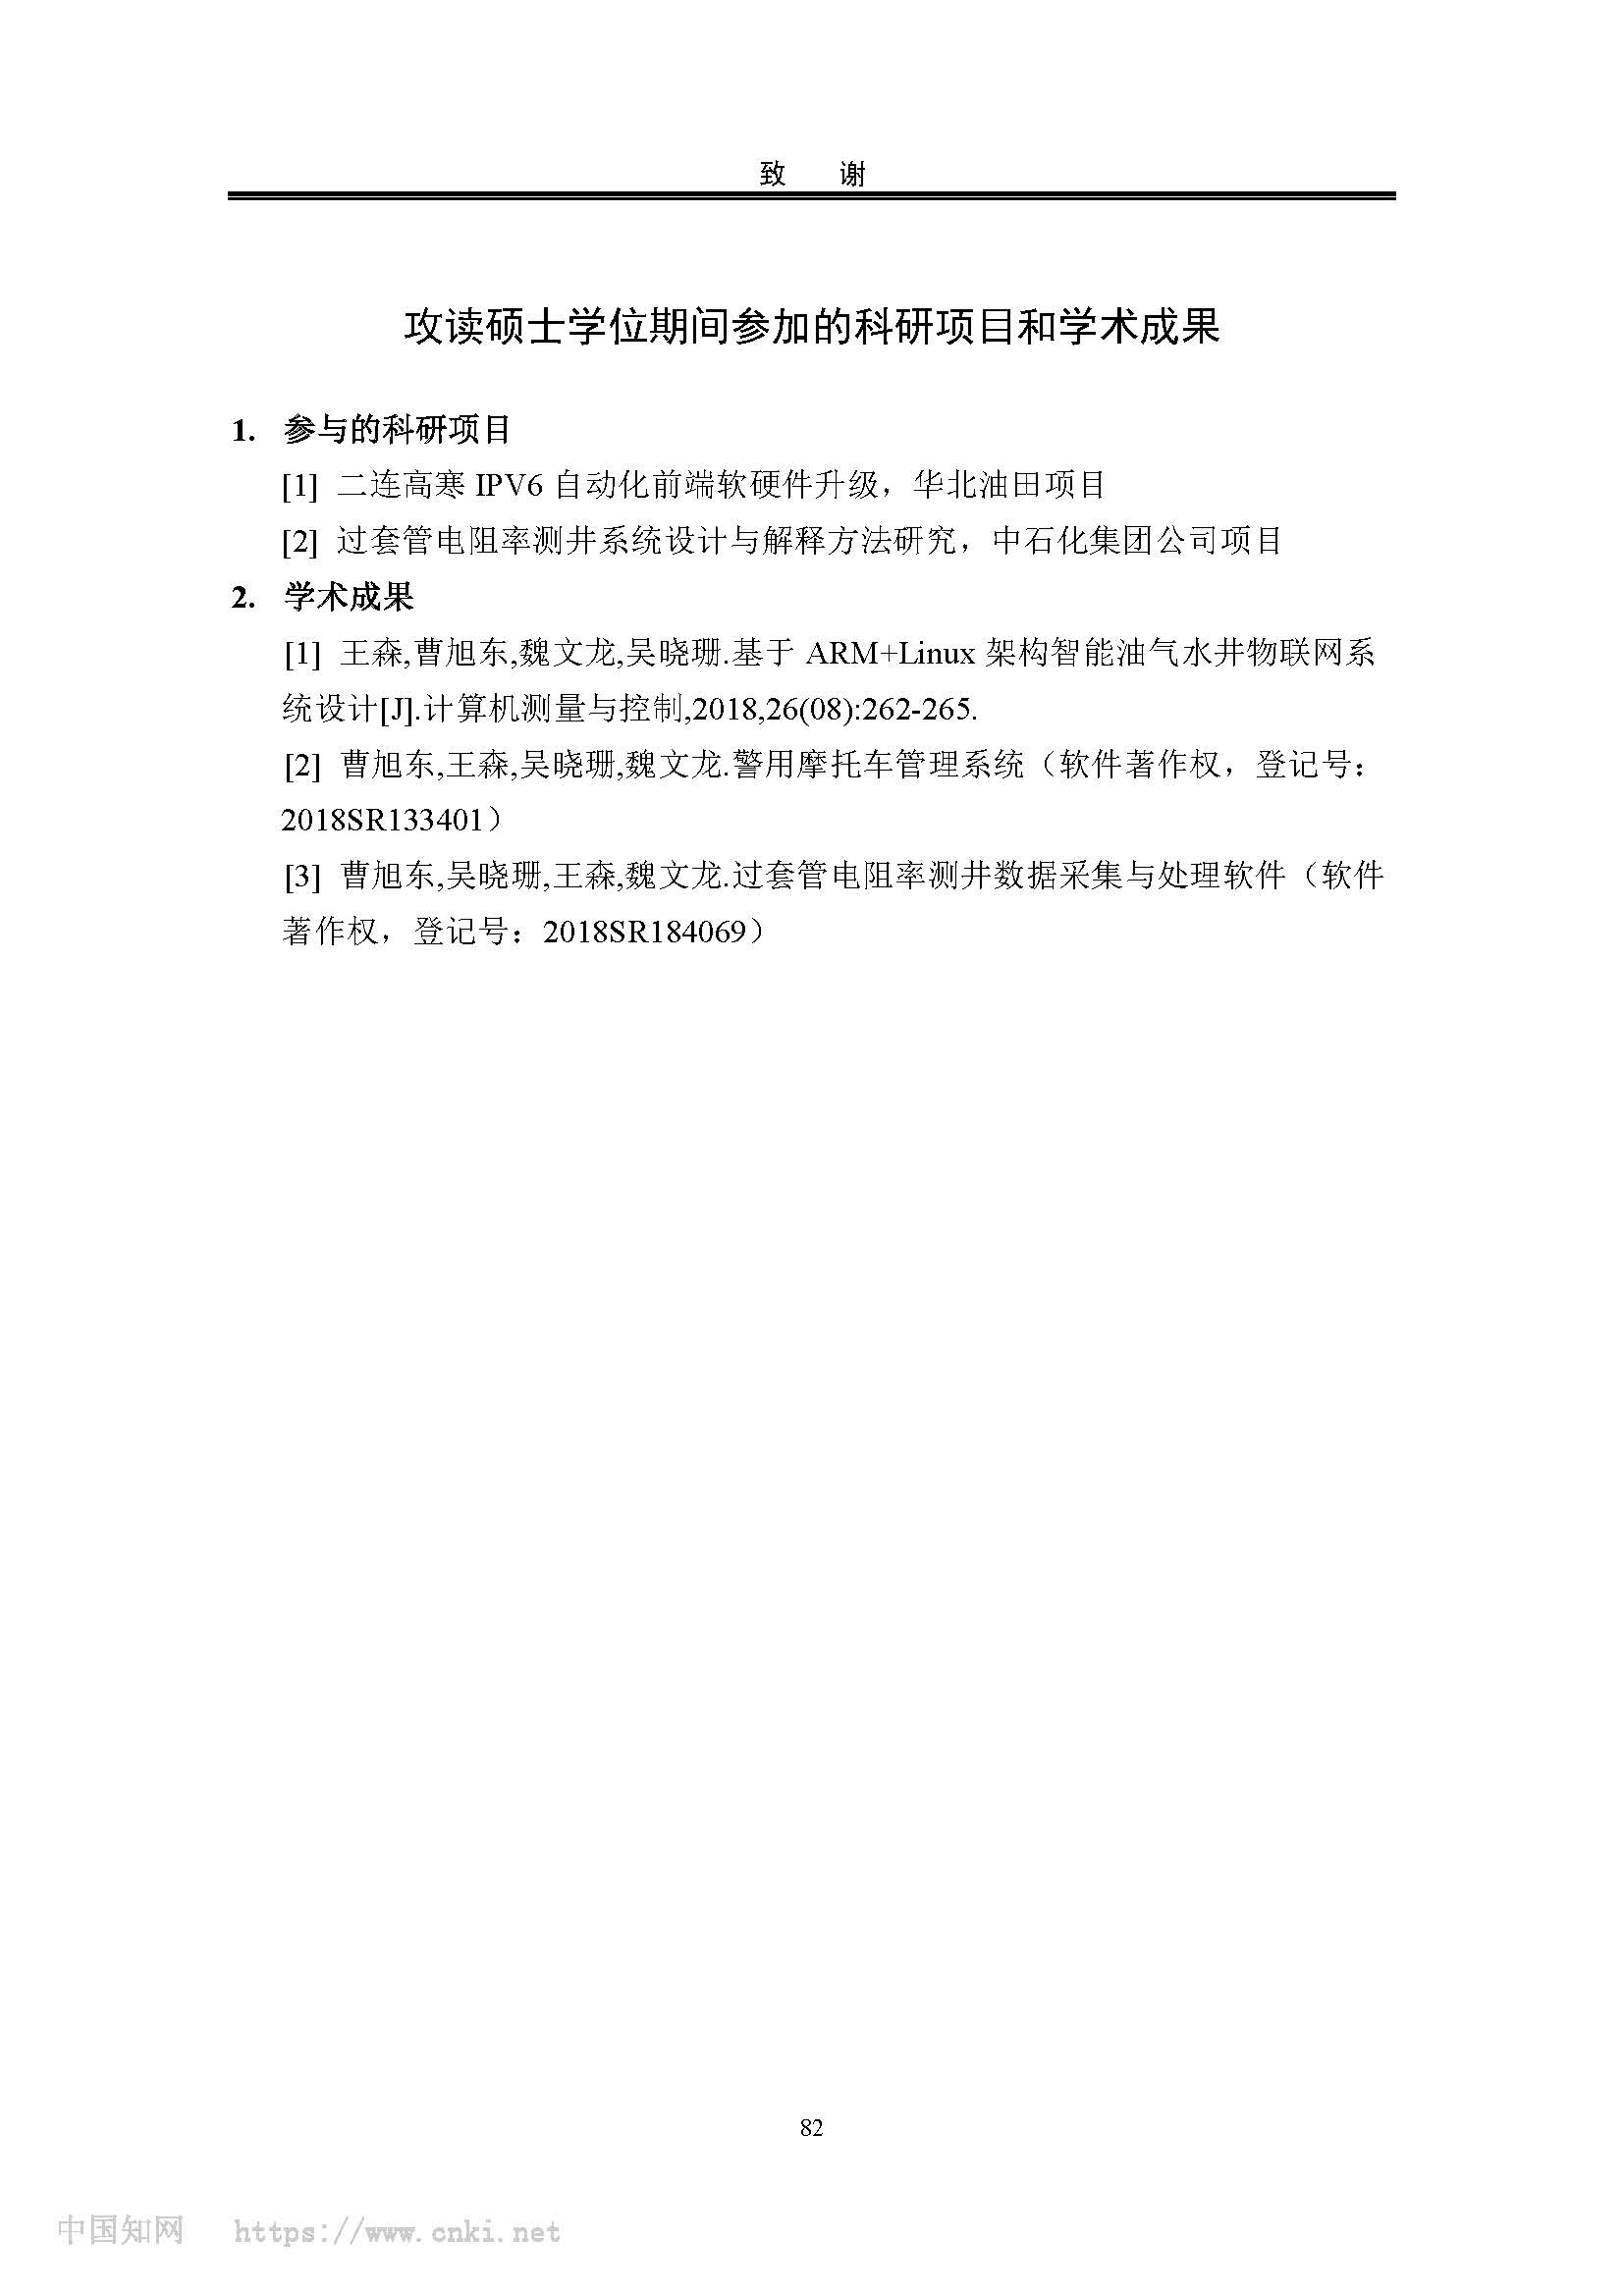 致 谢
攻读硕士学位期间参加的科研项目和学术成果
1. 参与的科研项目
[1] 二连高寒 IPV6 自动化前端软硬件升级，华北油田项目
[2] 过套管电阻率测井系统设计与解释方法研究，中石化集团公司项目
2. 学术成果
[1] 王森,曹旭东,魏文龙,吴晓珊.基于 ARM+Linux 架构智能油气水井物联网系
统设计[J].计算机测量与控制,2018,26(08):262-265.
[2] 曹旭东,王森,吴晓珊,魏文龙.警用摩托车管理系统（软件著作权，登记号：
2018SR133401）
[3] 曹旭东,吴晓珊,王森,魏文龙.过套管电阻率测井数据采集与处理软件（软件
著作权，登记号：2018SR184069）
82
中国知网 https://www.cnki.net